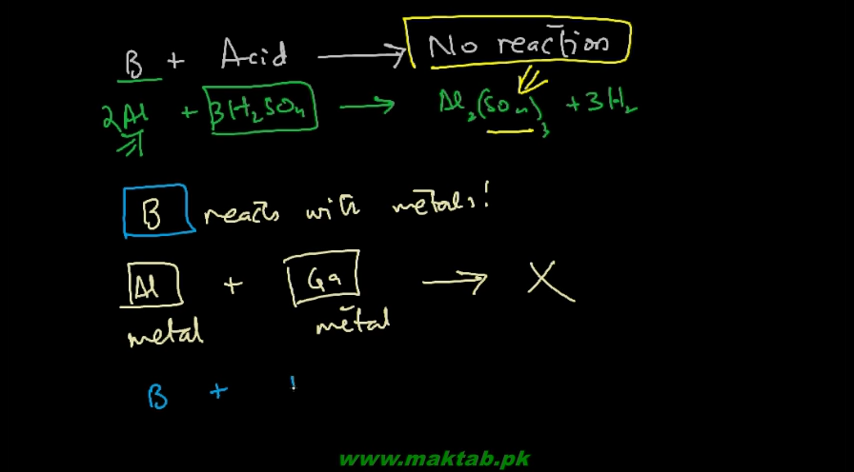 B + Acid → No reaction
2Al + 3H₂SO₄ → Al₂(SO₄)₃ + 3H₂
B reacts with metals!
Al + Ga → X
metal metal
B +
www.maktab.pk